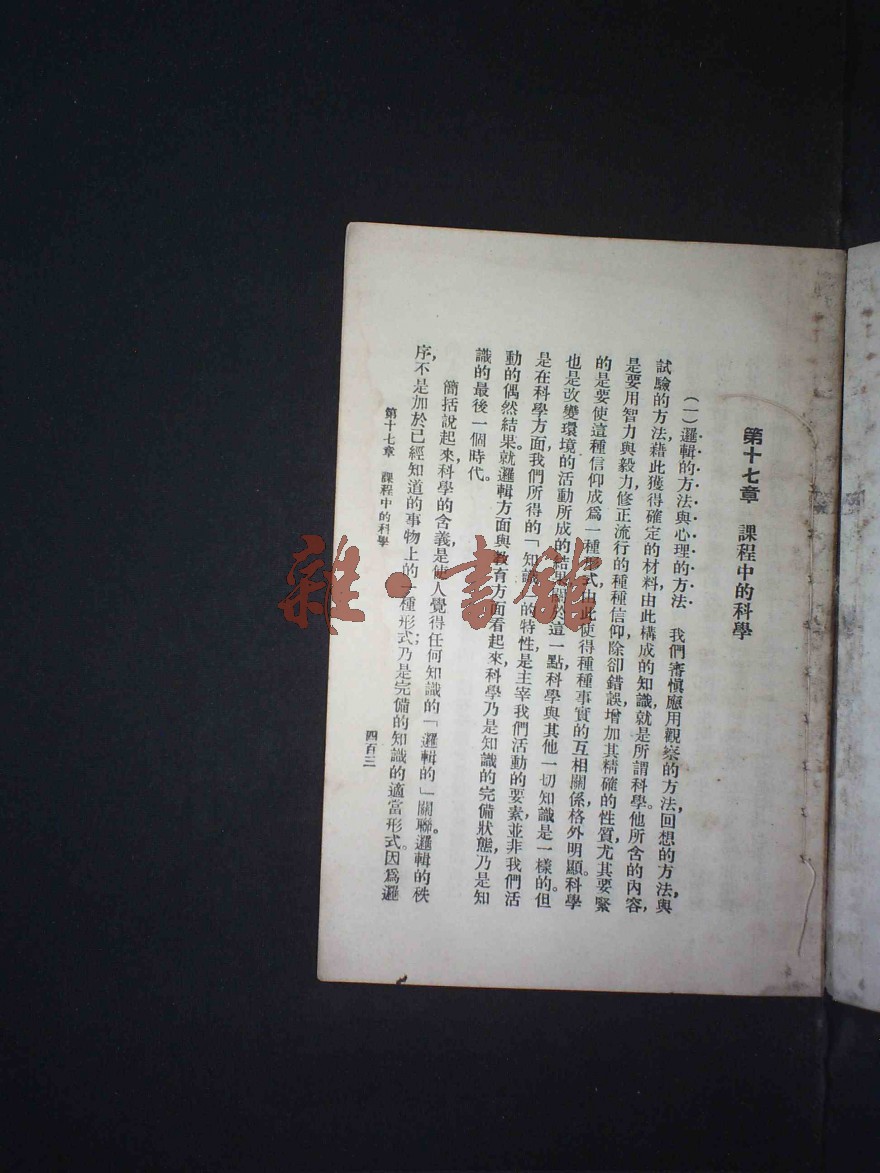 第十七章　課程中的科學
（一）邏輯的方法與心理的方法　我們審慎應用觀察的方法，回想的方法，與
試驗的方法，藉此獲得確定的材料，由此構成的知識，就是所謂科學。他所含的內容，
是要用智力與毅力，修正流行的種種信仰，除卻錯誤，增加其精確的性質，尤其要緊
的是要使這種信仰成爲一種形式，由此使得種種事實的互相關係，格外明顯。科學
也是改變環境的活動所成的結果，關於這一點，科學與其他一切知識是一樣的。但
是在科學方面，我們所得的「知識」的特性，是主宰我們活動的要素，並非我們活
動的偶然結果。就邏輯方面與教育方面看起來，科學乃是知識的完備狀態，乃是知
識的最後一個時代。
簡括說起來，科學的含義是使人覺得任何知識的「邏輯的」關聯。邏輯的秩
序，不是加於已經知道的事物上的一種形式；乃是完備的知識的適當形式。因爲邏
第十七章　課程中的科學
四百三
雜·書館